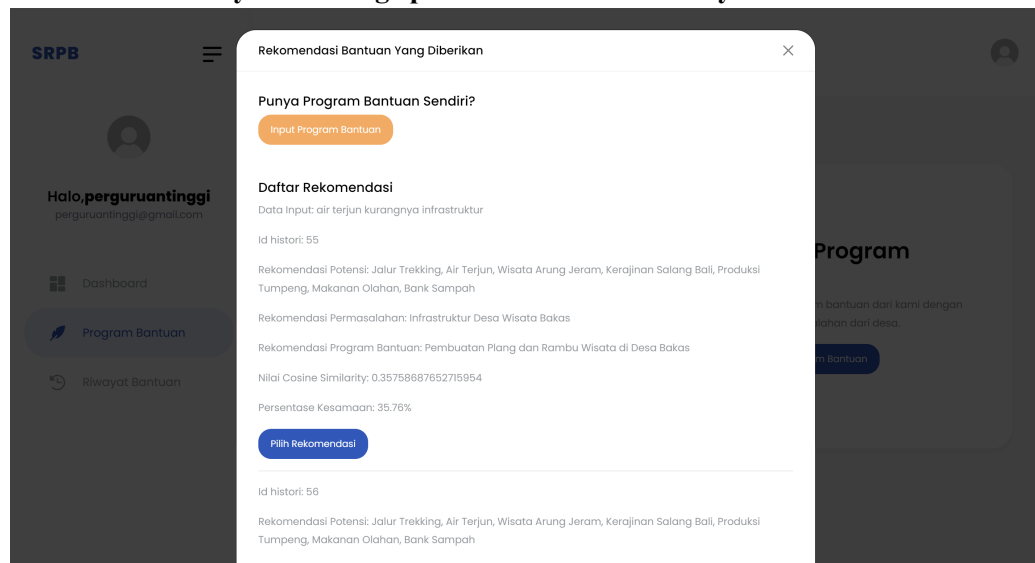 SRPB
Rekomendasi Bantuan Yang Diberikan
Punya Program Bantuan Sendiri?
Input Program Bantuan
Halo,perguruantinggi
perguruantinggi@gmail.com
Dashboard
Program Bantuan
Riwayat Bantuan
Daftar Rekomendasi
Data Input: air terjun kurangnya infrastruktur
Id histori: 55
Rekomendasi Potensi: Jalur Trekking, Air Terjun, Wisata Arung Jeram, Kerajinan Salang Bali, Produksi
Tumpeng, Makanan Olahan, Bank Sampah
Rekomendasi Permasalahan: Infrastruktur Desa Wisata Bakas
Rekomendasi Program Bantuan: Pembuatan Plang dan Rambu Wisata di Desa Bakas
Nilai Cosine Similarity: 0.35758687652715954
Persentase Kesamaan: 35.76%
Pilih Rekomendasi
Id histori: 56
Rekomendasi Potensi: Jalur Trekking, Air Terjun, Wisata Arung Jeram, Kerajinan Salang Bali, Produksi
Tumpeng, Makanan Olahan, Bank Sampah
Program
bantuan dari kami dengan
dari desa.
Bantuan